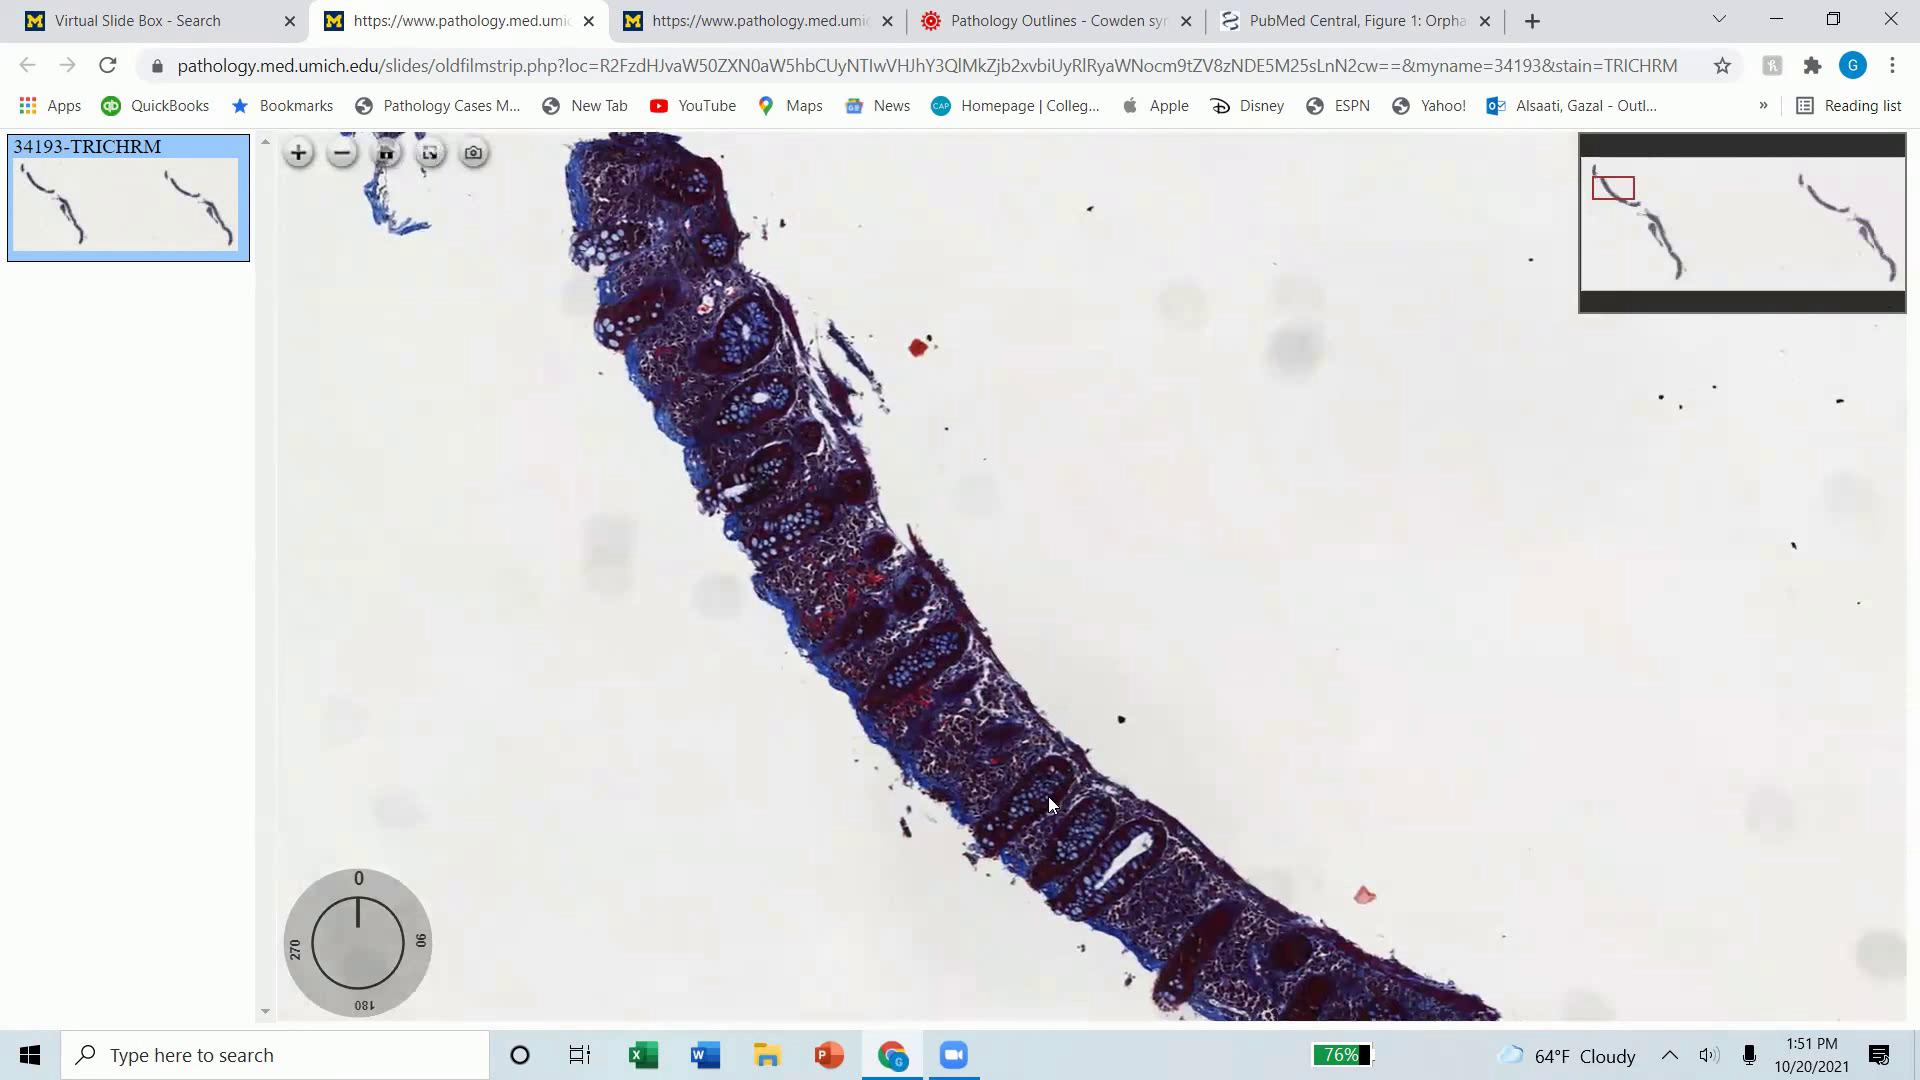 Virtual Slide Box - Search
https://www.pathology.med.umic
https://www.pathology.med.umic
Pathology Outlines - Cowden syn
PubMed Central, Figure 1: Orpha
pathology.med.umich.edu/slides/oldfilmstrip.php?loc=R2FzdHJvaW50ZXN0aW5hbCUyNTIwVHJhY3QlMkZjb2xvbiUyRlRyaWNocm9tZV8zNDE5M25sLnN2cw==&myname=34193&stain=TRICHRM
G
Apps
QuickBooks
Bookmarks
Pathology Cases M...
New Tab
YouTube
Maps
News
CAP
Homepage | Colleg...
Apple
Disney
ESPN
Yahoo!
Alsaati, Gazal - Outl...
»
Reading list
34193-TRICHRM
0
270
90
180
Type here to search
76%
64°F Cloudy
1:51 PM
10/20/2021